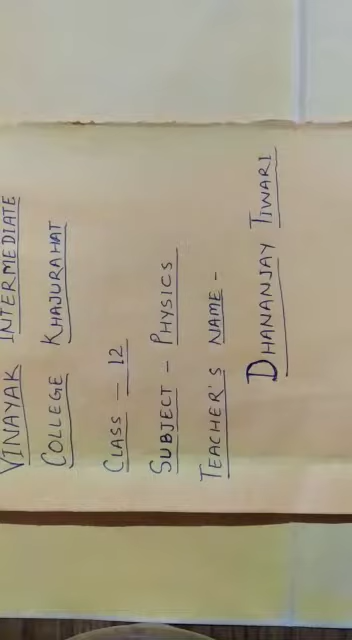 VINAYAK INTERMEDIATE
COLLEGE KHAJURAHAT
CLASS - 12
SUBJECT - PHYSICS
TEACHER'S NAME -
DHANANJAY TIWARI